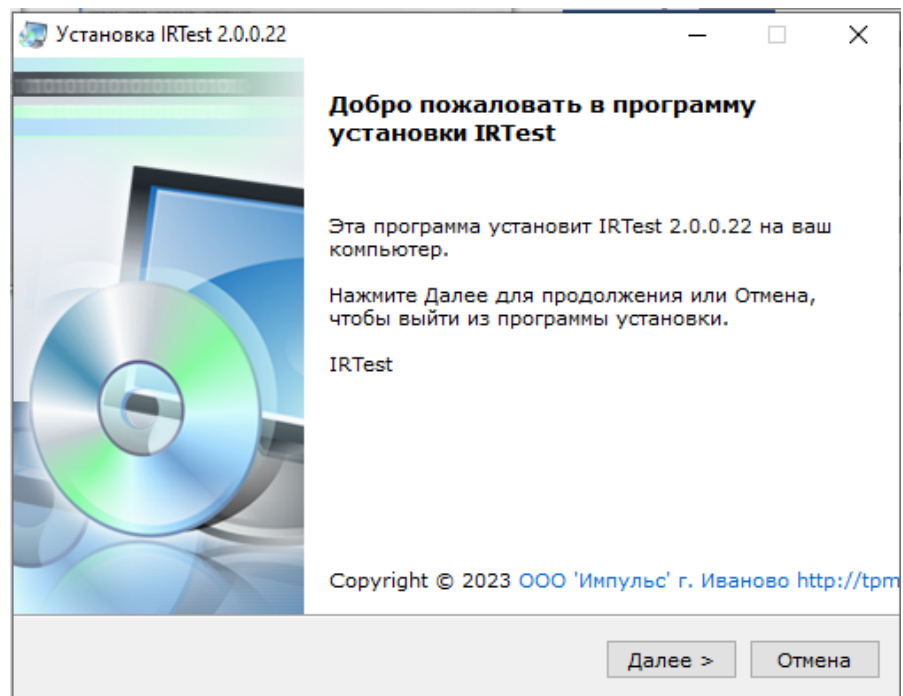 Установка IRTest 2.0.0.22
Добро пожаловать в программу
установки IRTest
Эта программа установит IRTest 2.0.0.22 на ваш
компьютер.
Нажмите Далее для продолжения или Отмена,
чтобы выйти из программы установки.
IRTest
Copyright © 2023 ООО 'Импульс' г. Иваново http://tpm
Далее >
Отмена